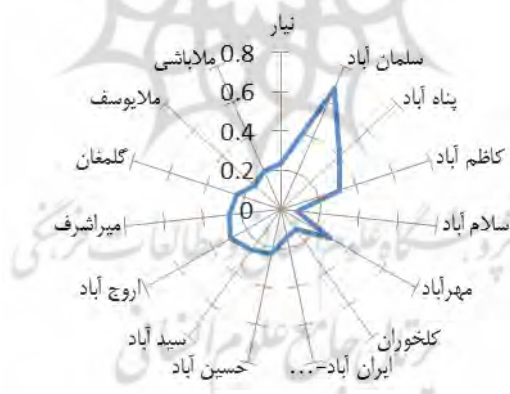 نیار
سلمان آباد
پناه آباد
کاظم آباد
سلام آباد
مهرآباد
کلخوران
ایران آباد-...
حسین آباد
سید آباد
اروج آباد
میراشرف
گلمغان
ملایوسف
ملاباشی
0.8
0.6
0.4
0.2
0